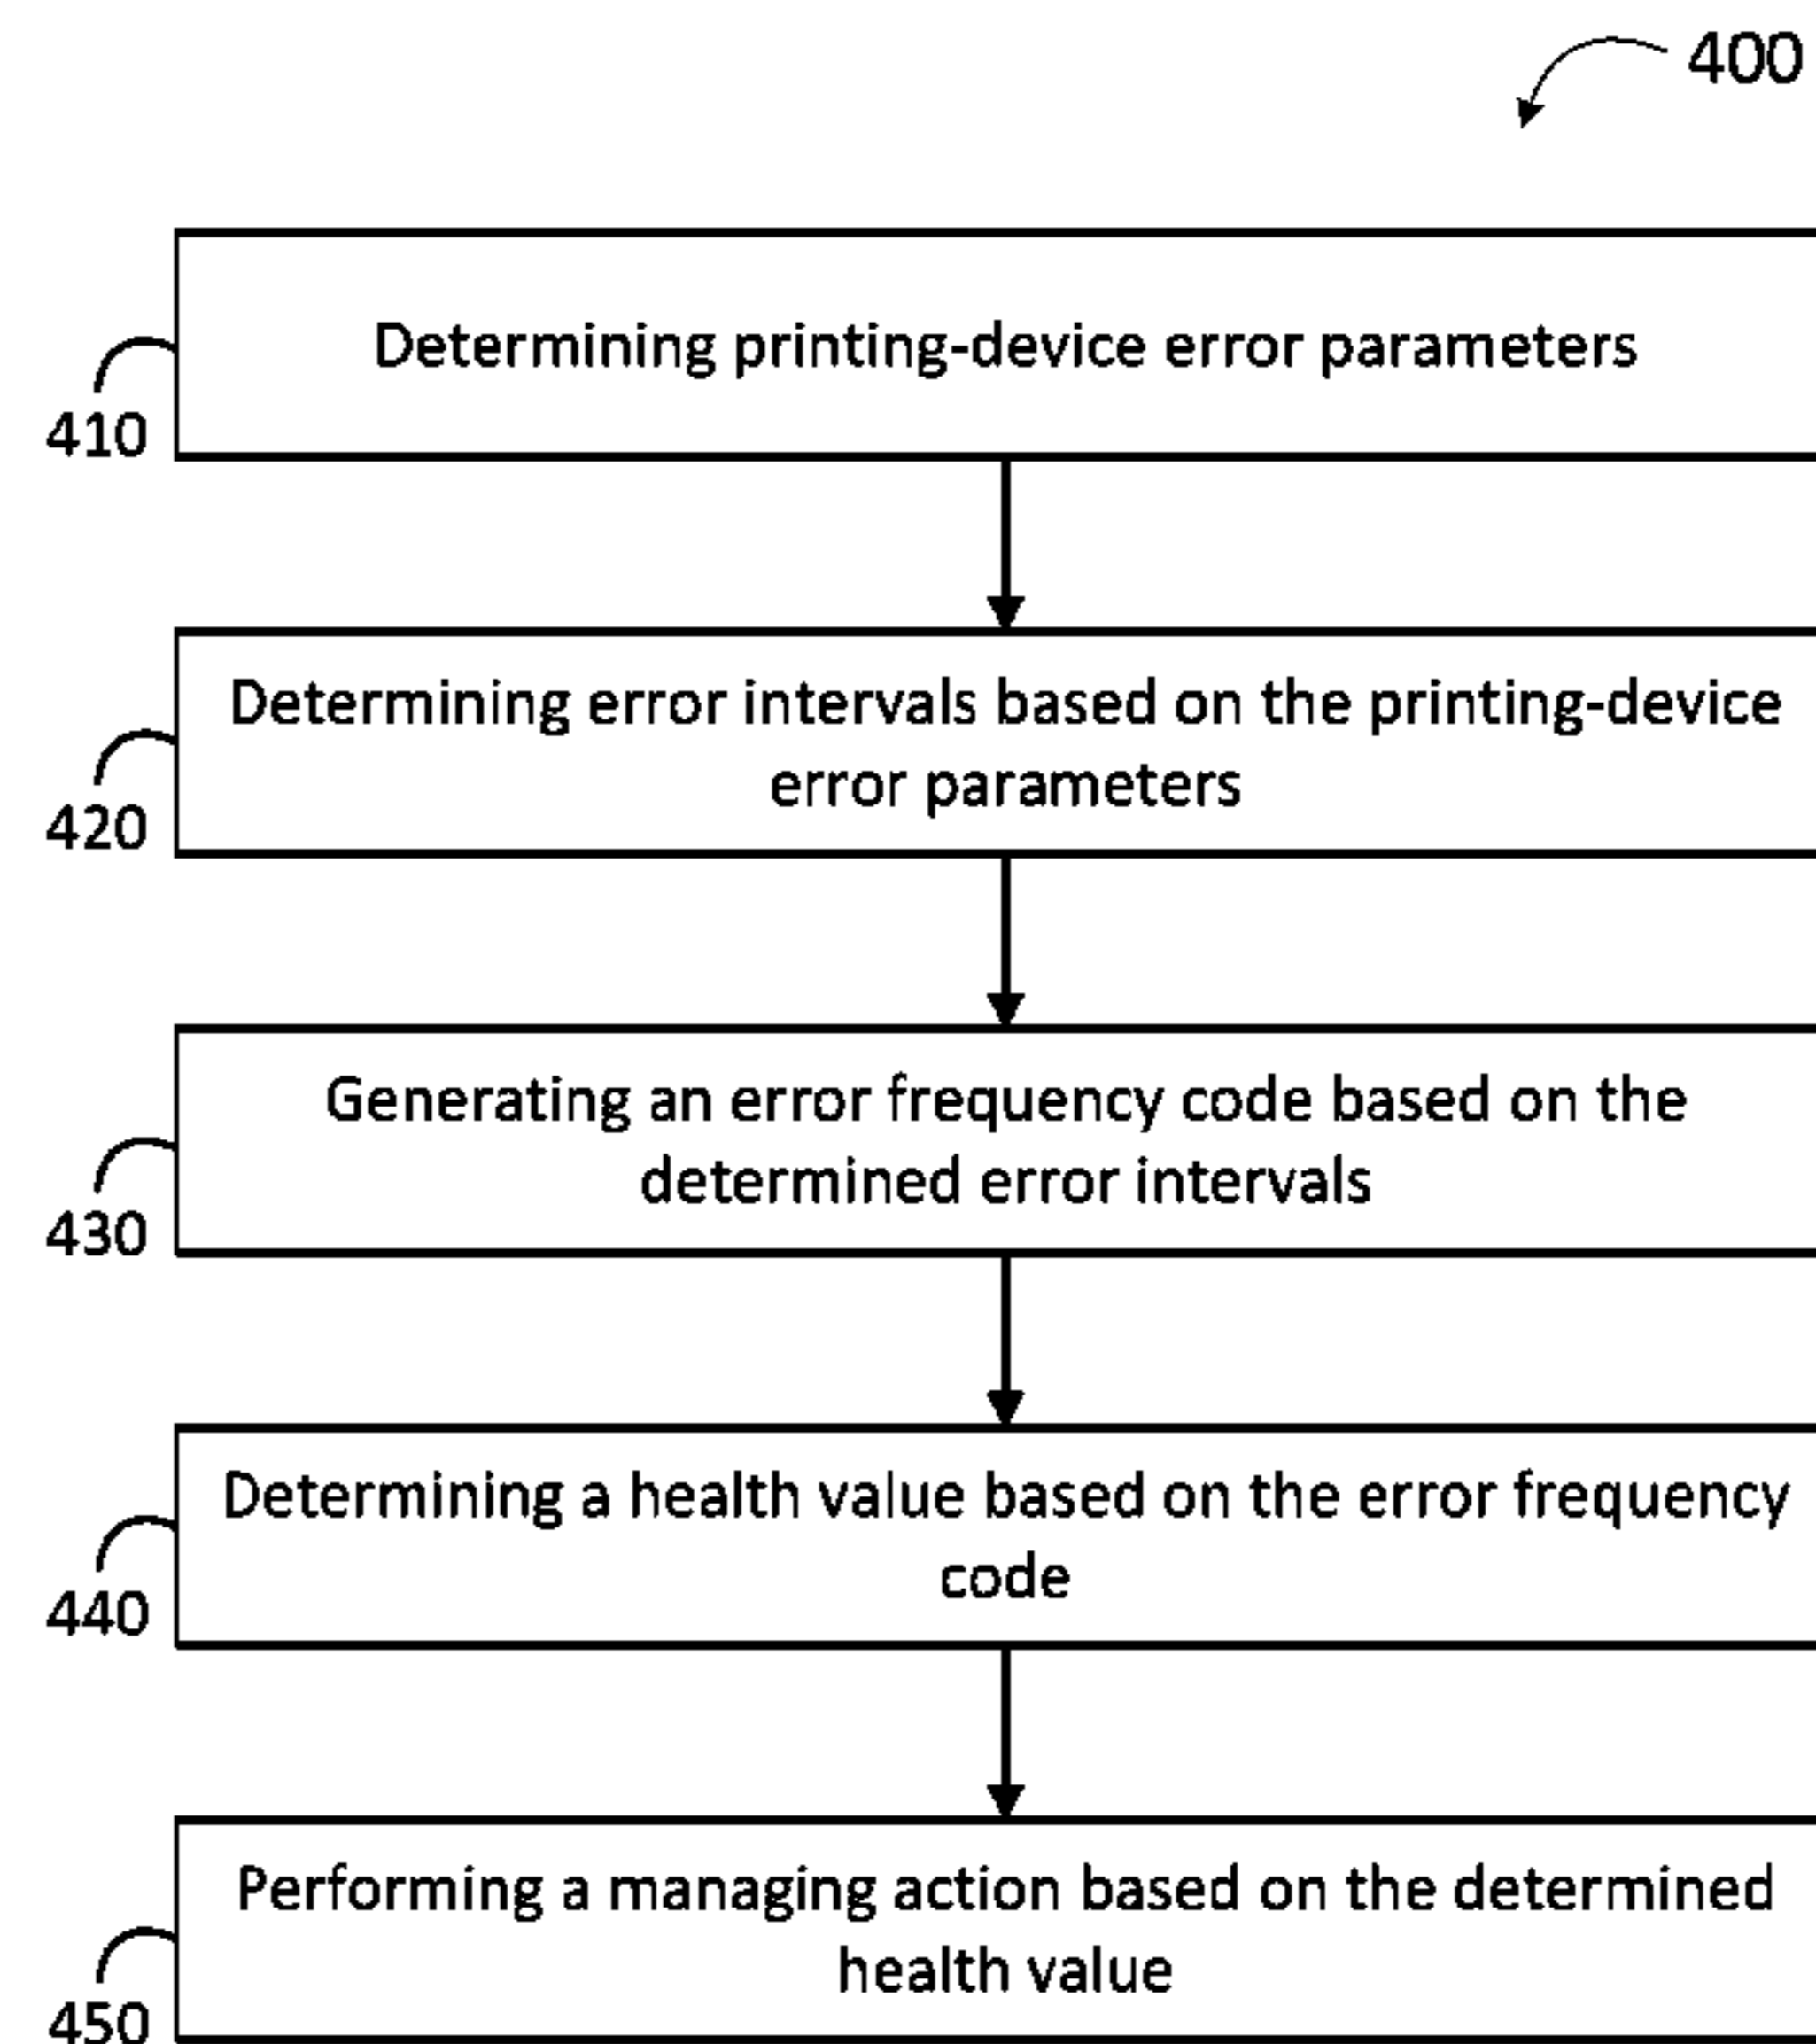 400
Determining printing-device error parameters
410
Determining error intervals based on the printing-device
error parameters
420
Generating an error frequency code based on the
determined error intervals
430
Determining a health value based on the error frequency
code
440
Performing a managing action based on the determined
health value
450